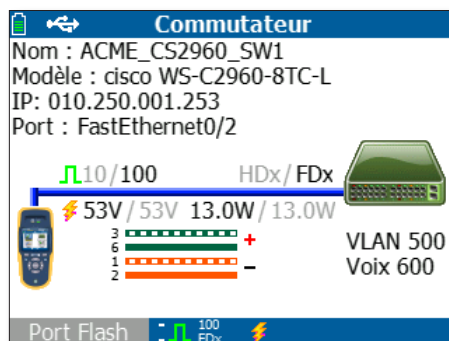 Commutateur
Nom : ACME_CS2960_SW1
Modèle : cisco WS-C2960-8TC-L
IP: 010.250.001.253
Port : FastEthernet0/2
10/100 HDx/FDx
53V/53V 13.0W/13.0W
3 +
6
1 −
2
VLAN 500
Voix 600
Port Flash 100
FDx